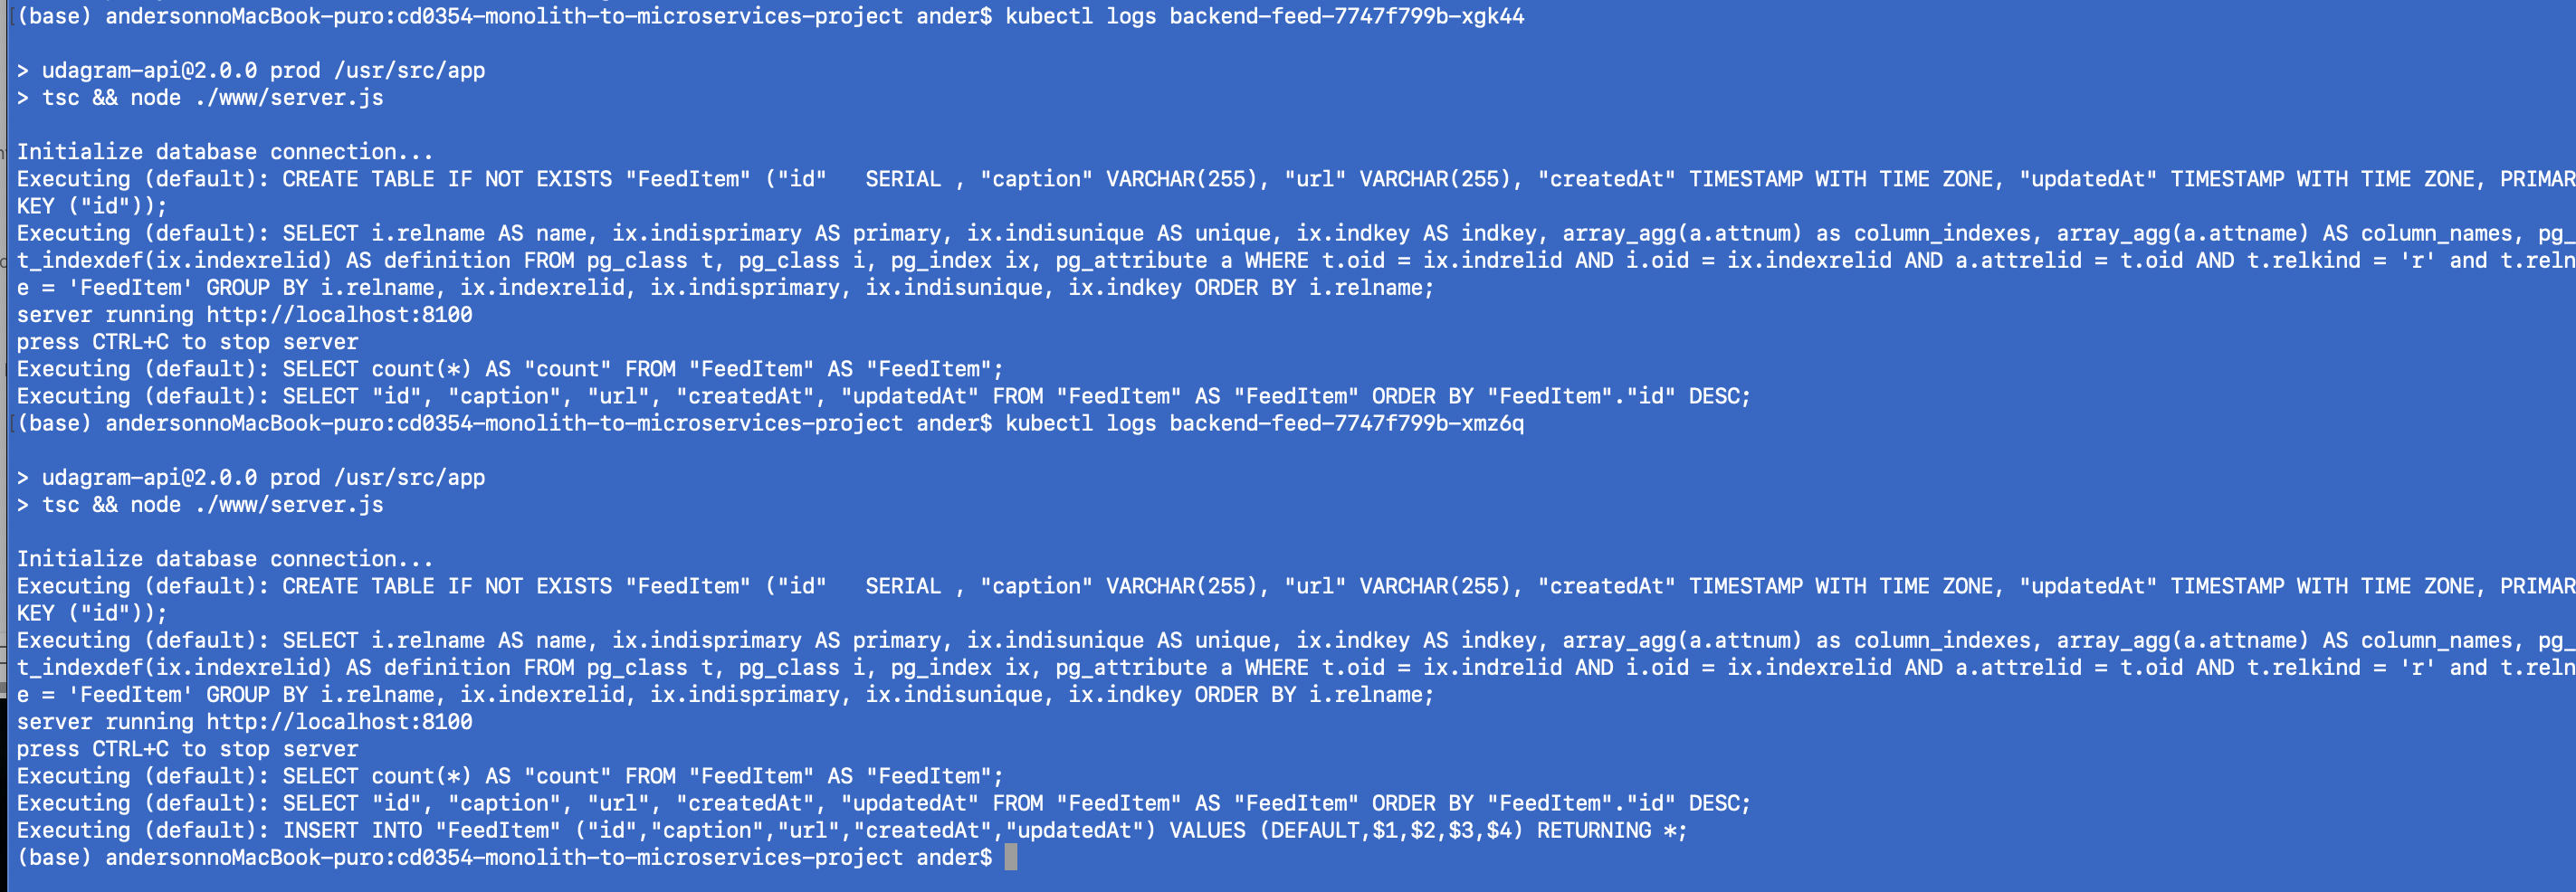 (base) andersonnoMacBook-puro:cd0354-monolith-to-microservices-project ander$ kubectl logs backend-feed-7747f799b-xgk44
> udagram-api@2.0.0 prod /usr/src/app
> tsc && node ./www/server.js
Initialize database connection...
Executing (default): CREATE TABLE IF NOT EXISTS "FeedItem" ("id"   SERIAL , "caption" VARCHAR(255), "url" VARCHAR(255), "createdAt" TIMESTAMP WITH TIME ZONE, "updatedAt" TIMESTAMP WITH TIME ZONE, PRIMAR
KEY ("id"));
Executing (default): SELECT i.relname AS name, ix.indisprimary AS primary, ix.indisunique AS unique, ix.indkey AS indkey, array_agg(a.attnum) as column_indexes, array_agg(a.attname) AS column_names, pg_
t_indexdef(ix.indexrelid) AS definition FROM pg_class t, pg_class i, pg_index ix, pg_attribute a WHERE t.oid = ix.indrelid AND i.oid = ix.indexrelid AND a.attrelid = t.oid AND t.relkind = 'r' and t.reln
e = 'FeedItem' GROUP BY i.relname, ix.indexrelid, ix.indisprimary, ix.indisunique, ix.indkey ORDER BY i.relname;
server running http://localhost:8100
press CTRL+C to stop server
Executing (default): SELECT count(*) AS "count" FROM "FeedItem" AS "FeedItem";
Executing (default): SELECT "id", "caption", "url", "createdAt", "updatedAt" FROM "FeedItem" AS "FeedItem" ORDER BY "FeedItem"."id" DESC;
(base) andersonnoMacBook-puro:cd0354-monolith-to-microservices-project ander$ kubectl logs backend-feed-7747f799b-xmz6q
> udagram-api@2.0.0 prod /usr/src/app
> tsc && node ./www/server.js
Initialize database connection...
Executing (default): CREATE TABLE IF NOT EXISTS "FeedItem" ("id"   SERIAL , "caption" VARCHAR(255), "url" VARCHAR(255), "createdAt" TIMESTAMP WITH TIME ZONE, "updatedAt" TIMESTAMP WITH TIME ZONE, PRIMAR
KEY ("id"));
Executing (default): SELECT i.relname AS name, ix.indisprimary AS primary, ix.indisunique AS unique, ix.indkey AS indkey, array_agg(a.attnum) as column_indexes, array_agg(a.attname) AS column_names, pg_
t_indexdef(ix.indexrelid) AS definition FROM pg_class t, pg_class i, pg_index ix, pg_attribute a WHERE t.oid = ix.indrelid AND i.oid = ix.indexrelid AND a.attrelid = t.oid AND t.relkind = 'r' and t.reln
e = 'FeedItem' GROUP BY i.relname, ix.indexrelid, ix.indisprimary, ix.indisunique, ix.indkey ORDER BY i.relname;
server running http://localhost:8100
press CTRL+C to stop server
Executing (default): SELECT count(*) AS "count" FROM "FeedItem" AS "FeedItem";
Executing (default): SELECT "id", "caption", "url", "createdAt", "updatedAt" FROM "FeedItem" AS "FeedItem" ORDER BY "FeedItem"."id" DESC;
Executing (default): INSERT INTO "FeedItem" ("id","caption","url","createdAt","updatedAt") VALUES (DEFAULT,$1,$2,$3,$4) RETURNING *;
(base) andersonnoMacBook-puro:cd0354-monolith-to-microservices-project ander$